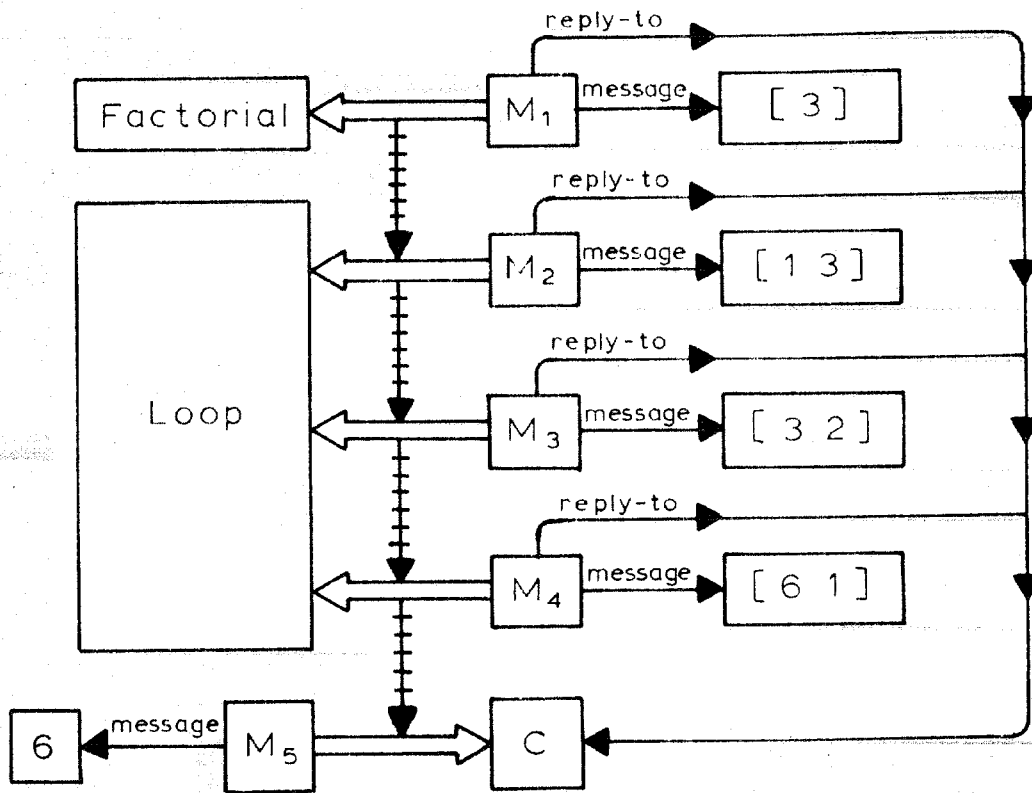 reply-to
Factorial
M1
message
[ 3 ]
reply-to
M2
message
[ 1 3 ]
Loop
reply-to
M3
message
[ 3 2 ]
reply-to
M4
message
[ 6 1 ]
6
message
M5
C